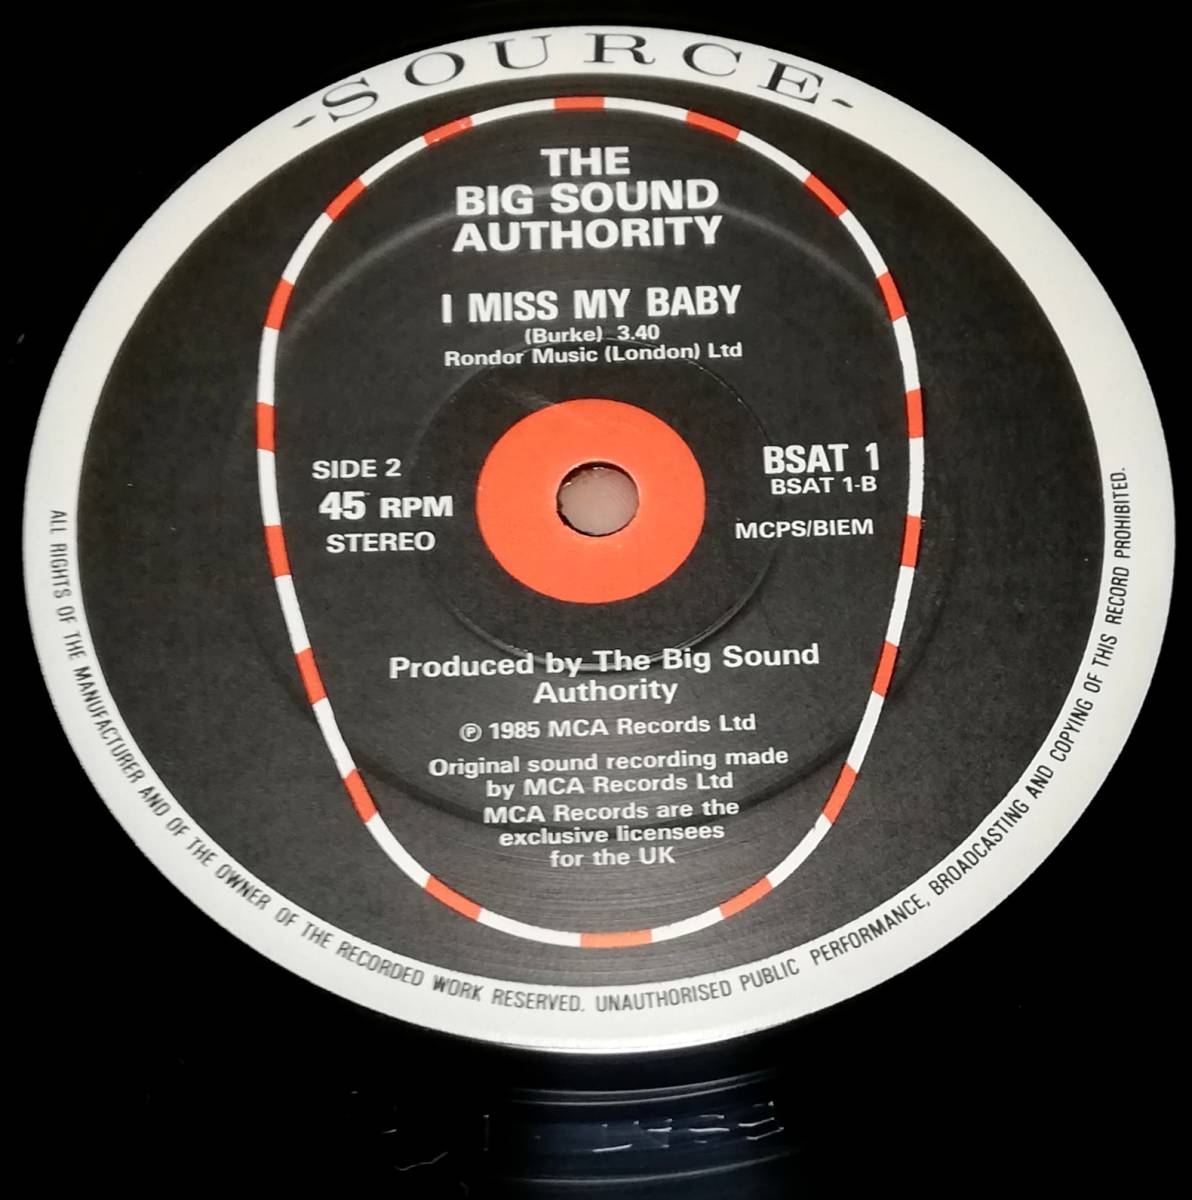 -SOURCE-
THE
BIG SOUND
AUTHORITY
I MISS MY BABY
(Burke) 3.40
Rondor Music (London) Ltd
SIDE 2
45 RPM
STEREO
BSAT 1
BSAT 1-B
MCPS/BIEM
Produced by The Big Sound
Authority
℗ 1985 MCA Records Ltd
Original sound recording made
by MCA Records Ltd
MCA Records are the
exclusive licensees
for the UK
ALL RIGHTS OF THE MANUFACTURER AND OF THE OWNER OF THE RECORDED WORK RESERVED. UNAUTHORISED PUBLIC PERFORMANCE, BROADCASTING AND COPYING OF THIS RECORD PROHIBITED.